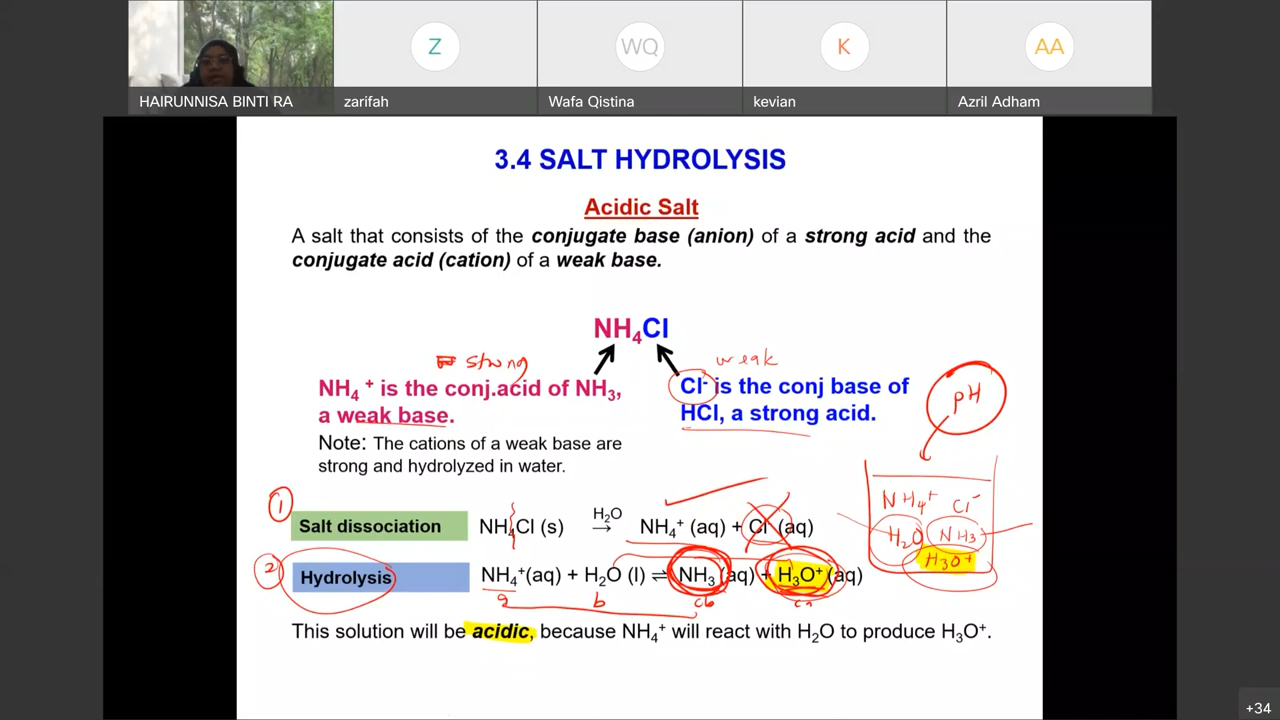 Z
WQ
K
AA
HAIRUNNISA BINTI RA
zarifah
Wafa Qistina
kevian
Azril Adham
3.4 SALT HYDROLYSIS
Acidic Salt
A salt that consists of the conjugate base (anion) of a strong acid and the
conjugate acid (cation) of a weak base.
NH₄Cl
strong
weak
NH₄⁺ is the conj.acid of NH₃,
a weak base.
Cl⁻ is the conj base of
HCl, a strong acid.
pH
Note: The cations of a weak base are
strong and hydrolyzed in water.
NH₄⁺ Cl⁻
H₂O NH₃
H₃O⁺
1
Salt dissociation NH₄Cl (s) H₂O → NH₄⁺ (aq) + Cl⁻ (aq)
2
Hydrolysis NH₄⁺(aq) + H₂O (l) ⇌ NH₃ (aq) + H₃O⁺ (aq)
a b cb ca
This solution will be acidic, because NH₄⁺ will react with H₂O to produce H₃O⁺.
+34